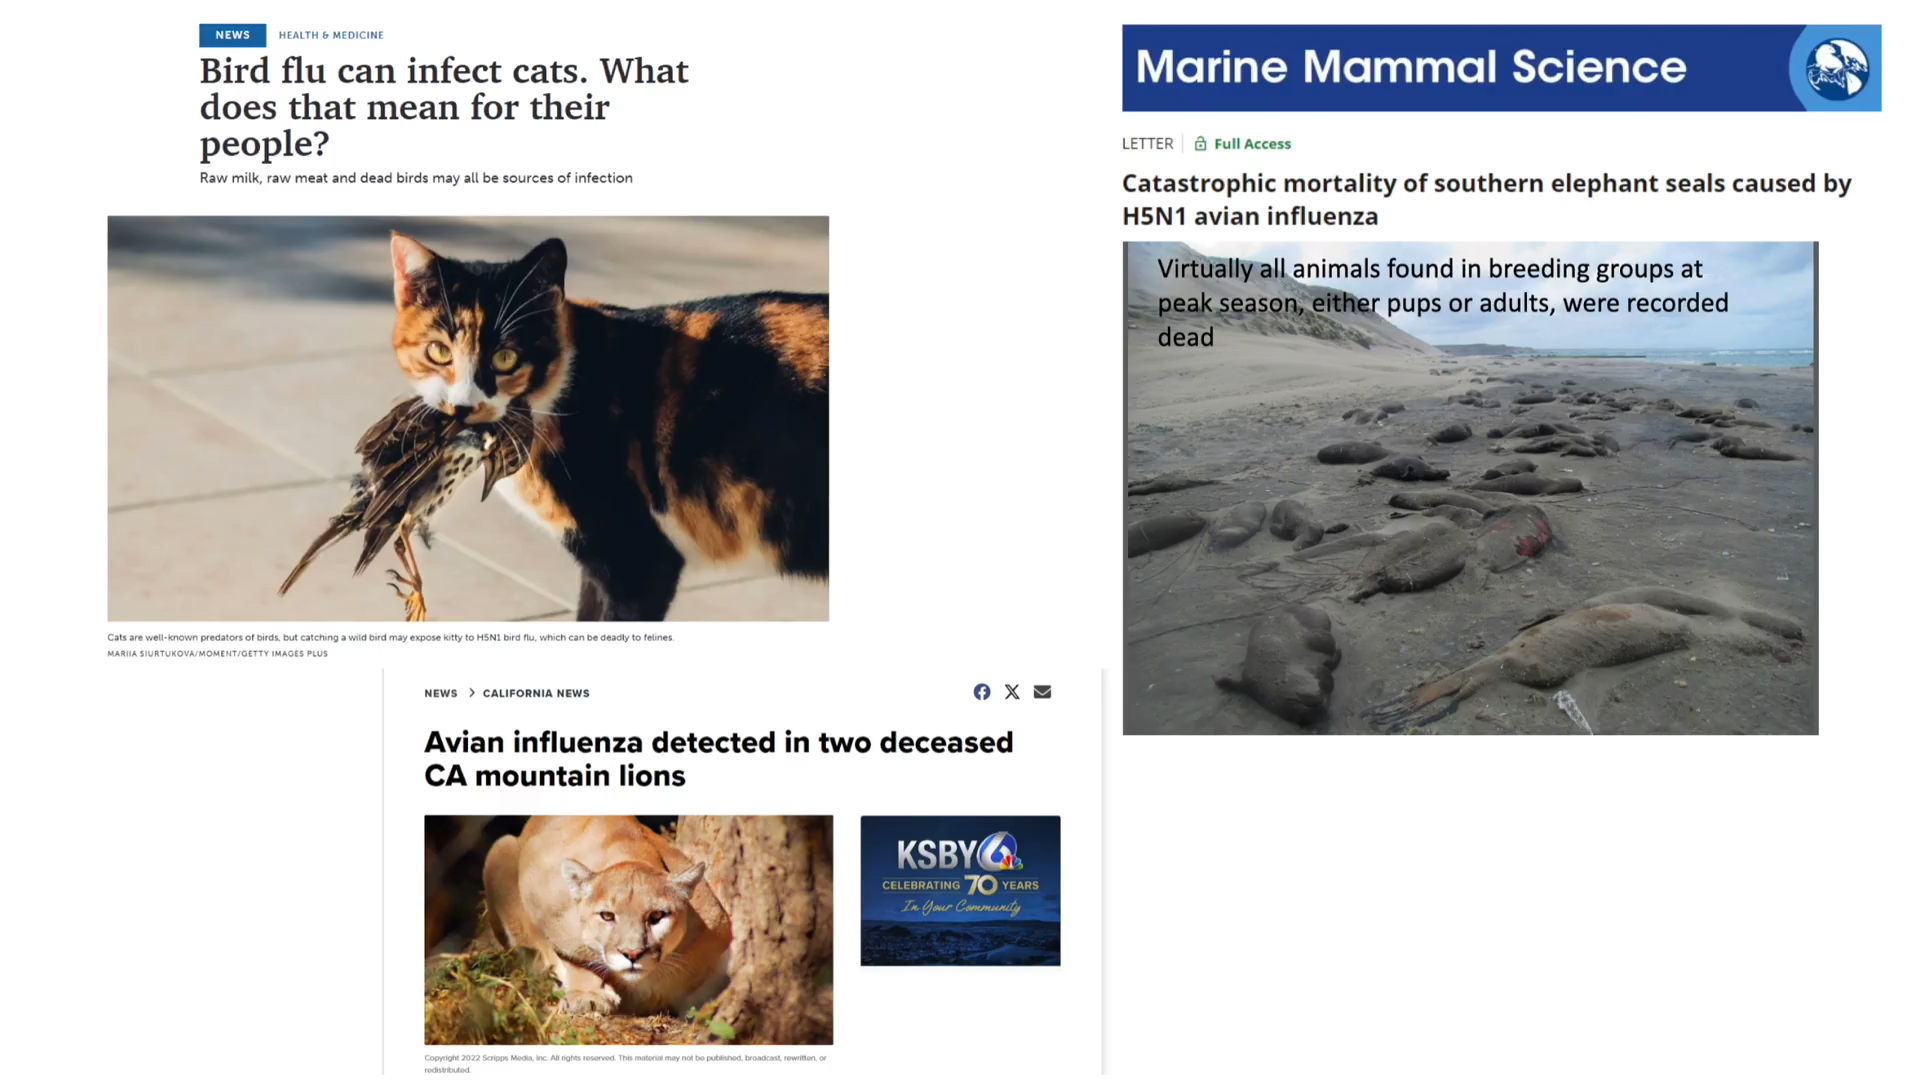 NEWS HEALTH & MEDICINE
Bird flu can infect cats. What
does that mean for their
people?
Raw milk, raw meat and dead birds may all be sources of infection
Cats are well-known predators of birds, but catching a wild bird may expose kitty to H5N1 bird flu, which can be deadly to felines.
MARIIA SIURTUKOVA/MOMENT/GETTY IMAGES PLUS
Marine Mammal Science
LETTER Full Access
Catastrophic mortality of southern elephant seals caused by
H5N1 avian influenza
Virtually all animals found in breeding groups at
peak season, either pups or adults, were recorded
dead
NEWS > CALIFORNIA NEWS
Avian influenza detected in two deceased
CA mountain lions
KSBY6
CELEBRATING 70 YEARS
In Your Community
Copyright 2022 Scripps Media, Inc. All rights reserved. This material may not be published, broadcast, rewritten, or
redistributed.